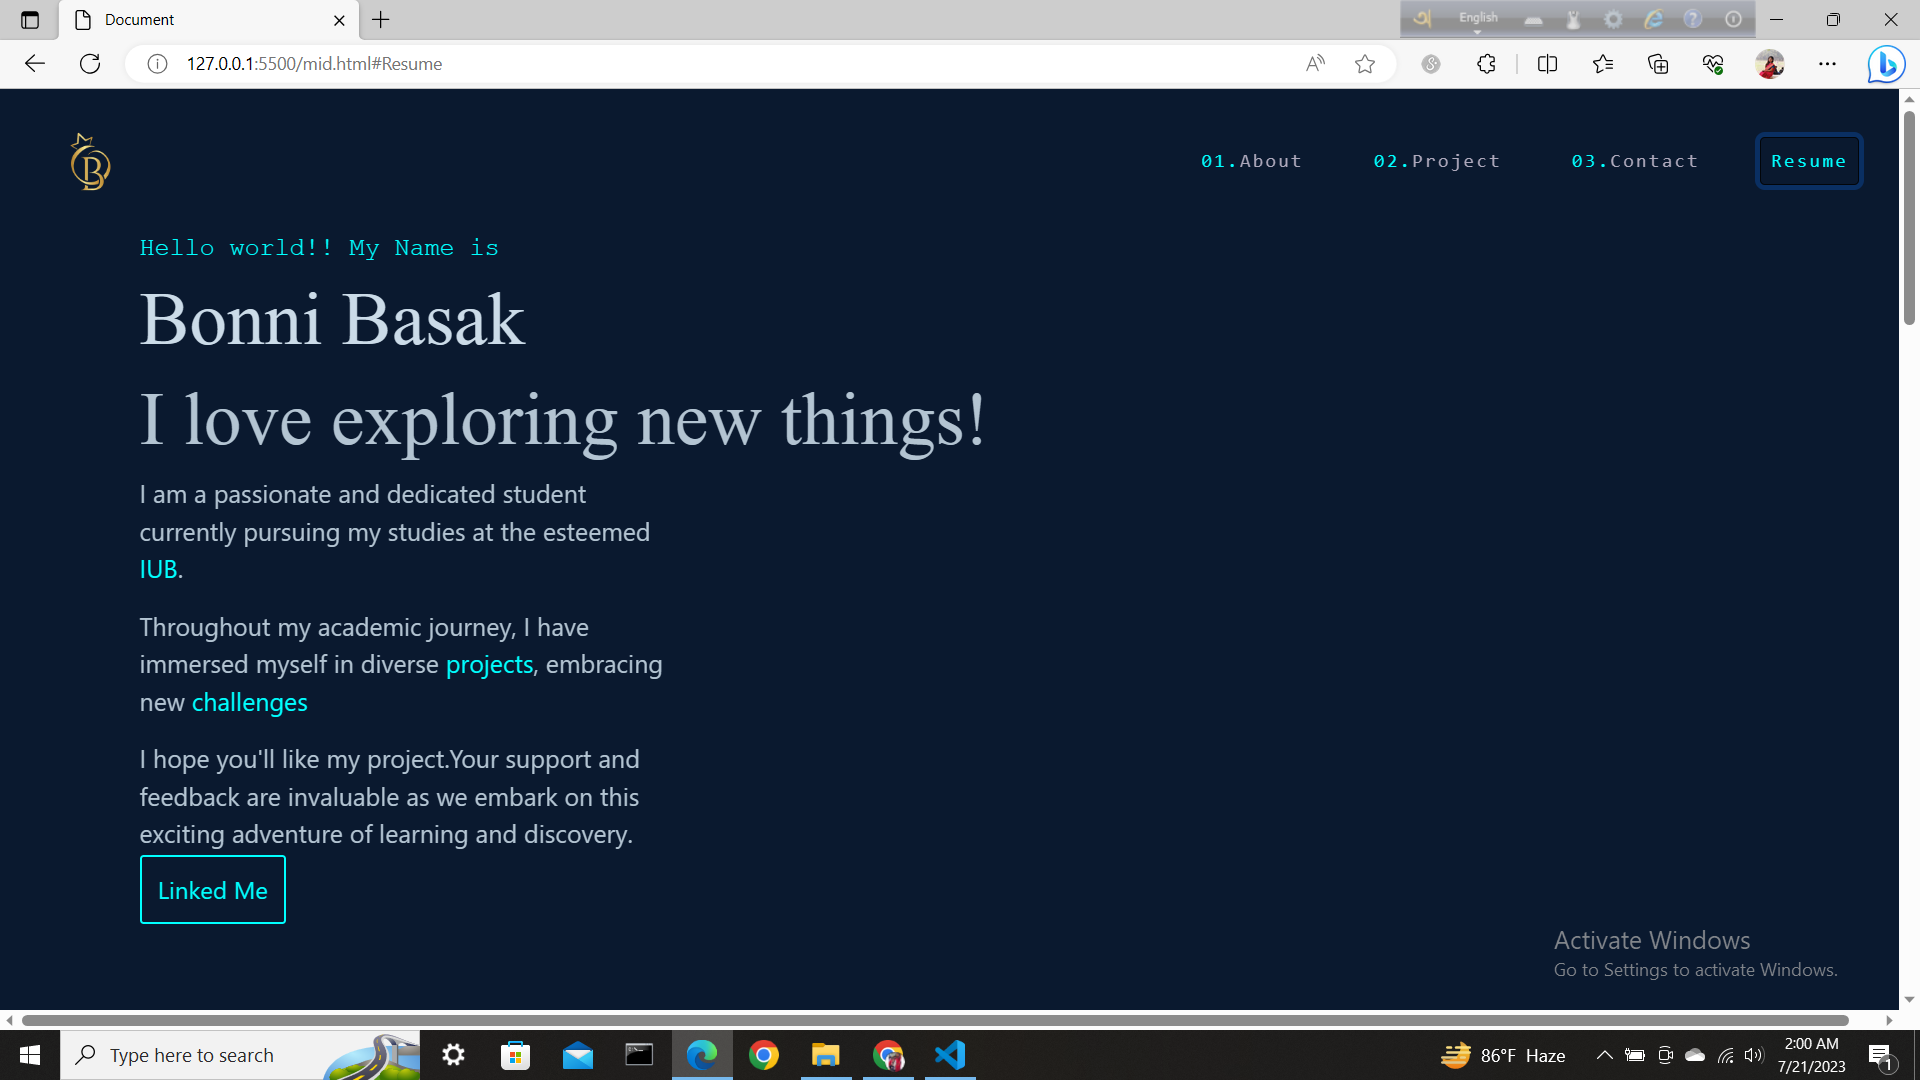 Document
English
127.0.0.1:5500/mid.html#Resume
B
01.About
02.Project
03.Contact
Resume
Hello world!! My Name is
Bonni Basak
I love exploring new things!
I am a passionate and dedicated student
currently pursuing my studies at the esteemed
IUB.
Throughout my academic journey, I have
immersed myself in diverse projects, embracing
new challenges
I hope you'll like my project.Your support and
feedback are invaluable as we embark on this
exciting adventure of learning and discovery.
Linked Me
Activate Windows
Go to Settings to activate Windows.
Type here to search
86°F Haze
2:00 AM
7/21/2023
1